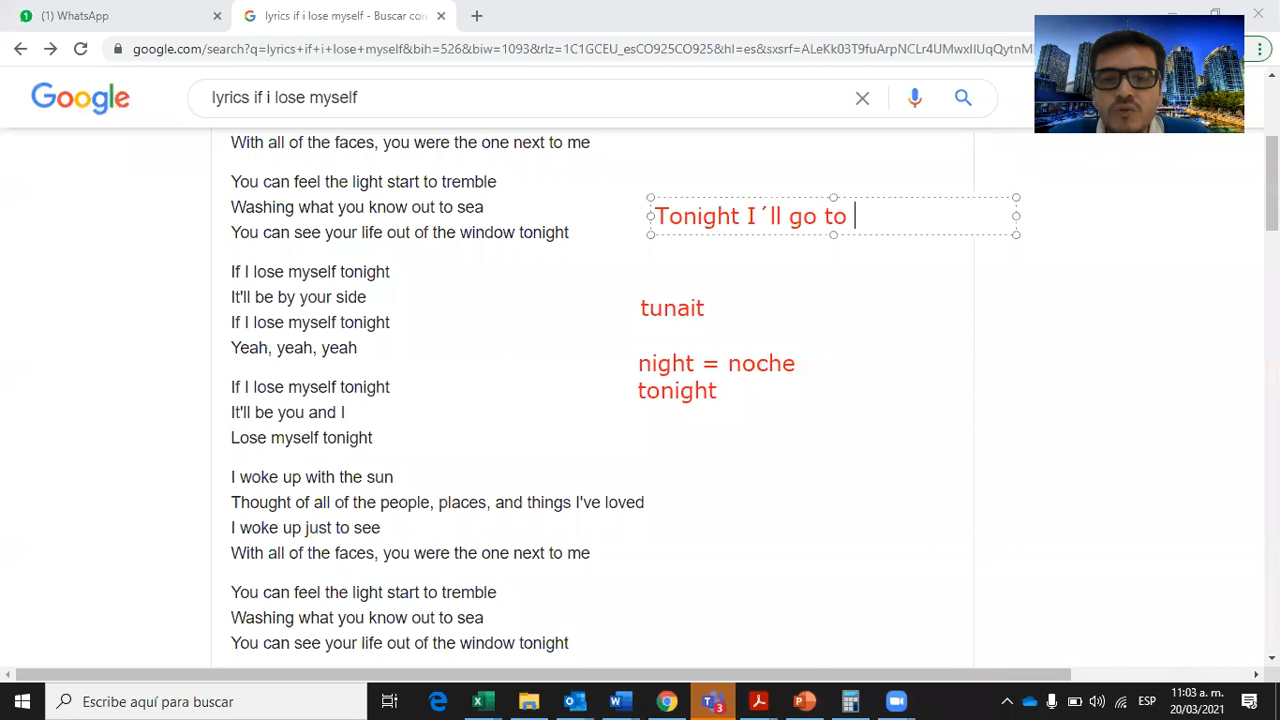 (1) WhatsApp
lyrics if i lose myself - Buscar con
google.com/search?q=lyrics+if+i+lose+myself&bih=526&biw=1093&rlz=1C1GCEU_esCO925CO925&hl=es&sxsrf=ALeKk03T9fuArpNCLr4UMwxIlUqQytnM
Google
lyrics if i lose myself
With all of the faces, you were the one next to me
You can feel the light start to tremble
Washing what you know out to sea
You can see your life out of the window tonight
If I lose myself tonight
It'll be by your side
If I lose myself tonight
Yeah, yeah, yeah
If I lose myself tonight
It'll be you and I
Lose myself tonight
I woke up with the sun
Thought of all of the people, places, and things I've loved
I woke up just to see
With all of the faces, you were the one next to me
You can feel the light start to tremble
Washing what you know out to sea
You can see your life out of the window tonight
Tonight I´ll go to
tunait
night = noche
tonight
Escribe aquí para buscar
3
ESP
11:03 a. m.
20/03/2021